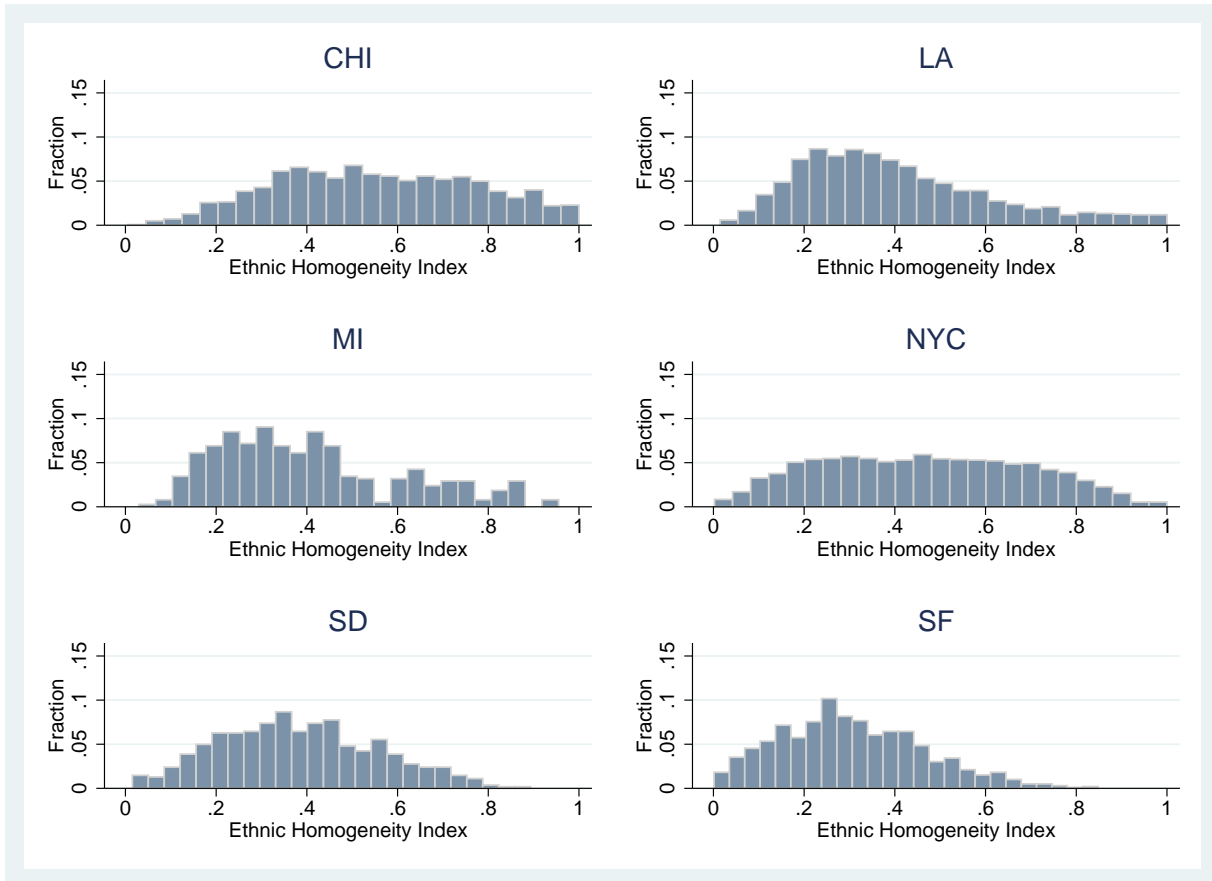 CHI
Fraction
0 .05 .1 .15
0 .2 .4 .6 .8 1
Ethnic Homogeneity Index
LA
Fraction
0 .05 .1 .15
0 .2 .4 .6 .8 1
Ethnic Homogeneity Index
MI
Fraction
0 .05 .1 .15
0 .2 .4 .6 .8 1
Ethnic Homogeneity Index
NYC
Fraction
0 .05 .1 .15
0 .2 .4 .6 .8 1
Ethnic Homogeneity Index
SD
Fraction
0 .05 .1 .15
0 .2 .4 .6 .8 1
Ethnic Homogeneity Index
SF
Fraction
0 .05 .1 .15
0 .2 .4 .6 .8 1
Ethnic Homogeneity Index